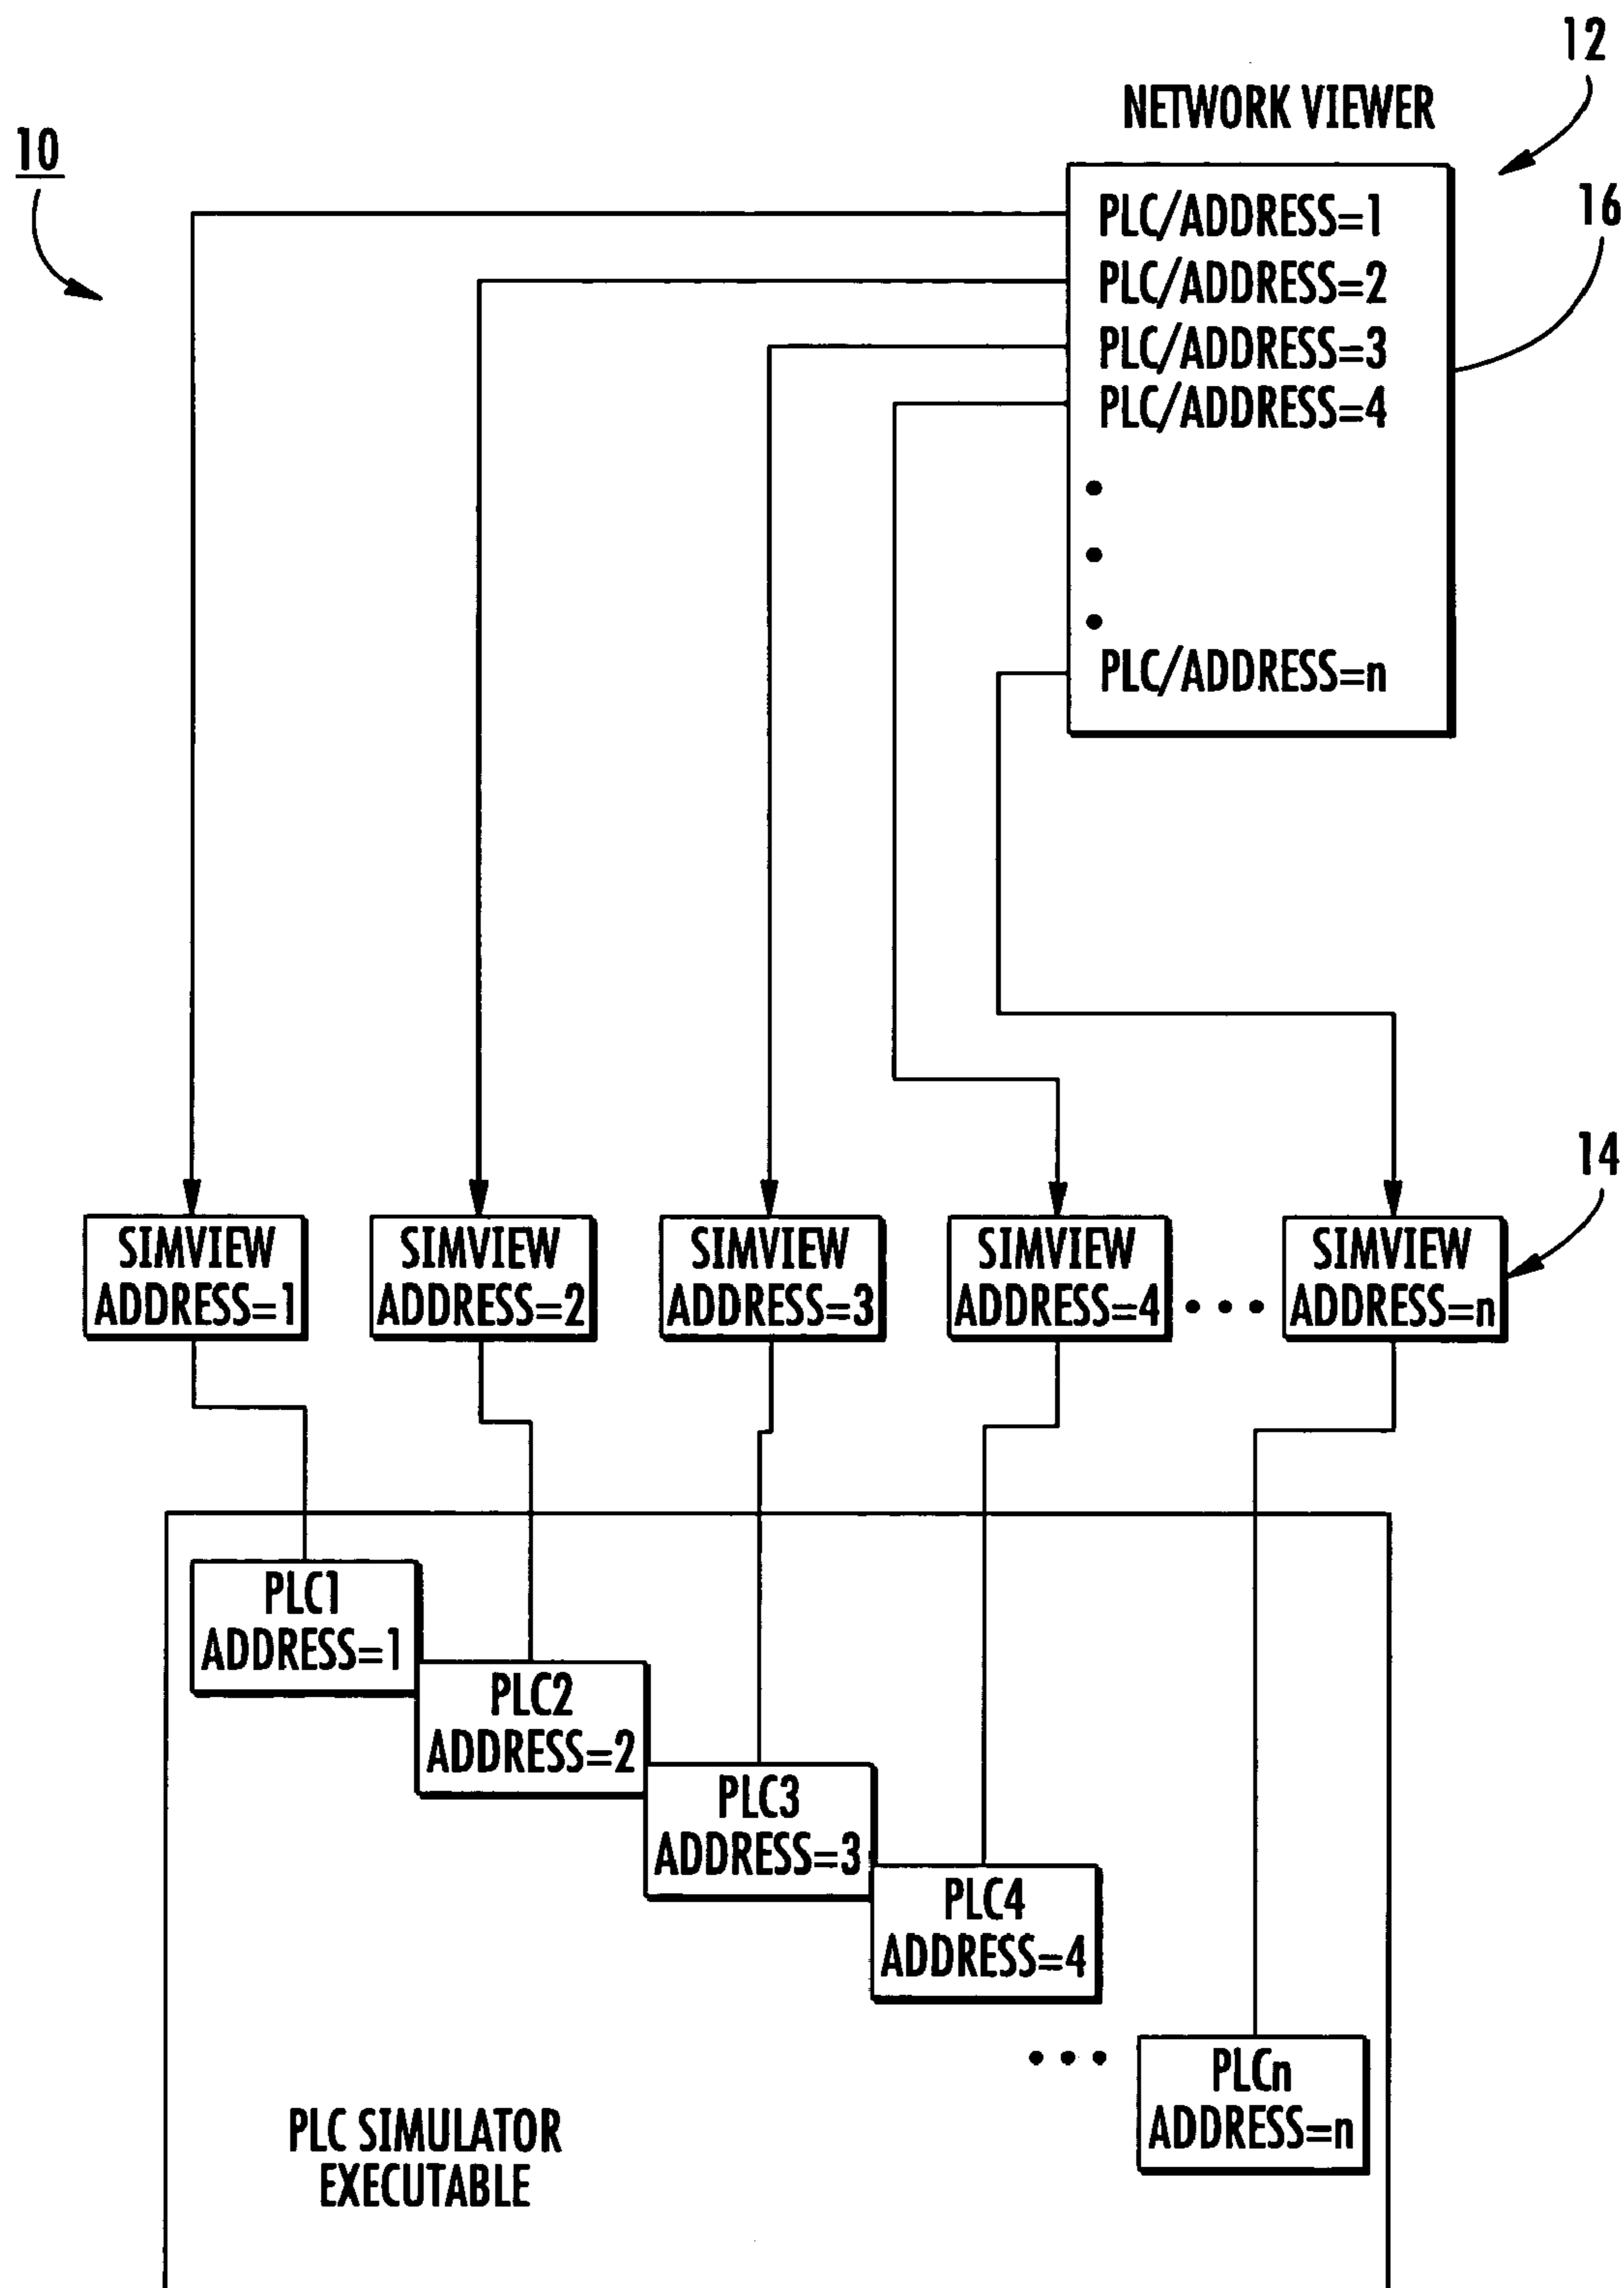 12
NETWORK VIEWER
10
16
PLC/ADDRESS=1
PLC/ADDRESS=2
PLC/ADDRESS=3
PLC/ADDRESS=4
PLC/ADDRESS=n
14
SIMVIEW
ADDRESS=1
SIMVIEW
ADDRESS=2
SIMVIEW
ADDRESS=3
SIMVIEW
ADDRESS=4
SIMVIEW
ADDRESS=n
PLC1
ADDRESS=1
PLC2
ADDRESS=2
PLC3
ADDRESS=3
PLC4
ADDRESS=4
PLCn
ADDRESS=n
PLC SIMULATOR
EXECUTABLE